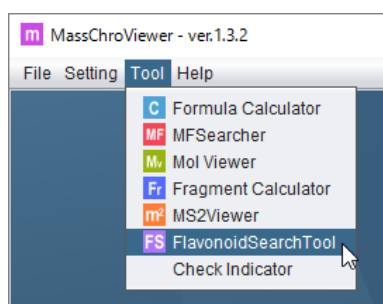 m MassChroViewer - ver.1.3.2
File Setting Tool Help
C Formula Calculator
MF MFSearcher
Mv Mol Viewer
Fr Fragment Calculator
m² MS2Viewer
FS FlavonoidSearchTool
Check Indicator